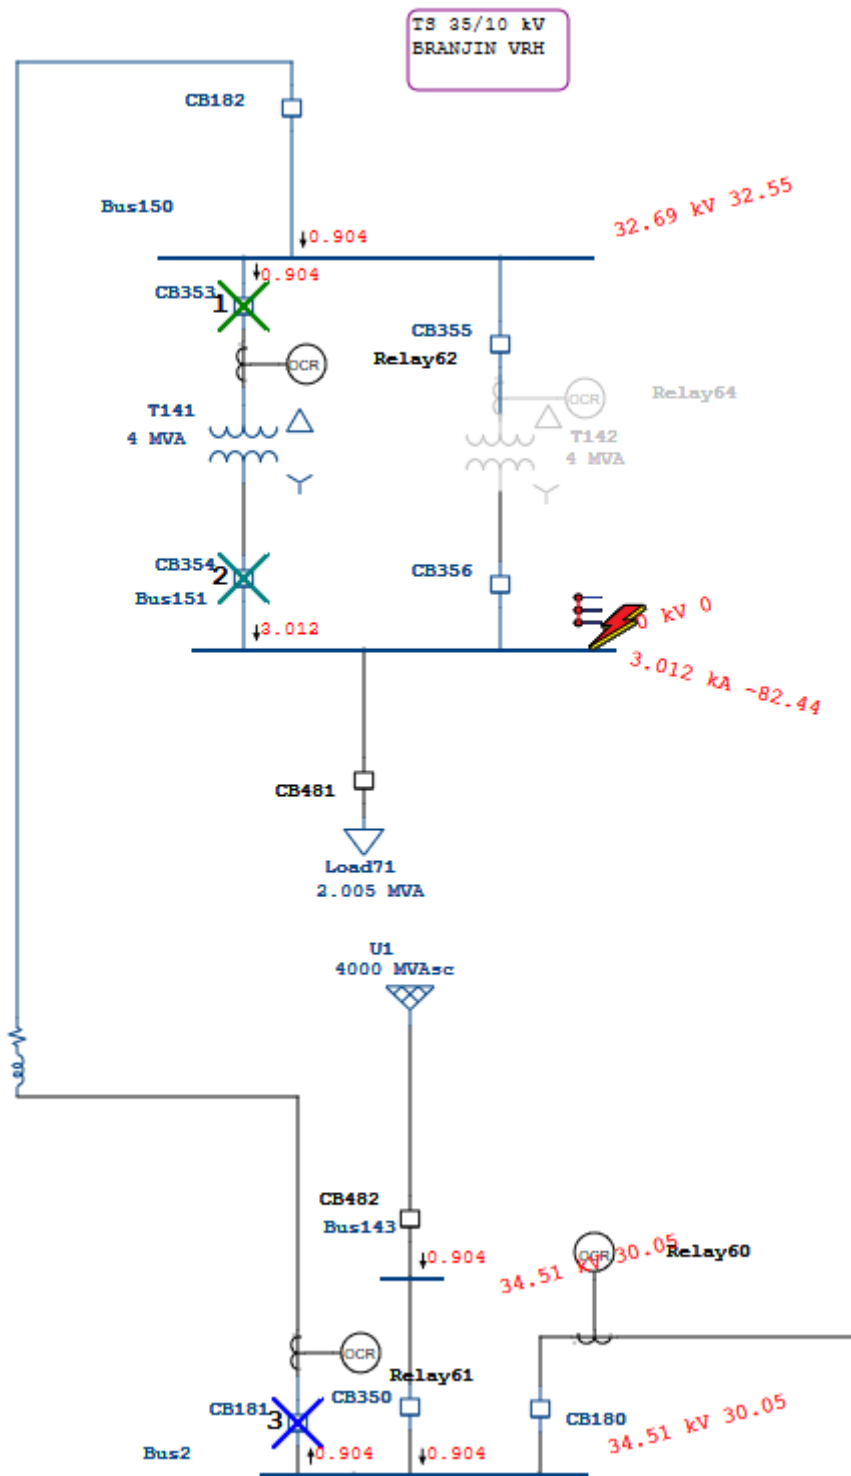 TS 35/10 kV
BRANJIN VRH
CB182
Bus150
32.69 kV 32.55
0.904
0.904
CB353
1
CB355
OCR
Relay62
T141
4 MVA
OCR
Relay64
T142
4 MVA
CB354
2
Bus151
CB356
3.012
0 kV 0
3.012 kA -82.44
CB481
Load71
2.005 MVA
U1
4000 MVAsc
CB482
Bus143
0.904
34.51 kV 30.05
OCR
Relay60
OCR
Relay61
CB181
3
CB350
CB180
34.51 kV 30.05
Bus2
0.904
0.904